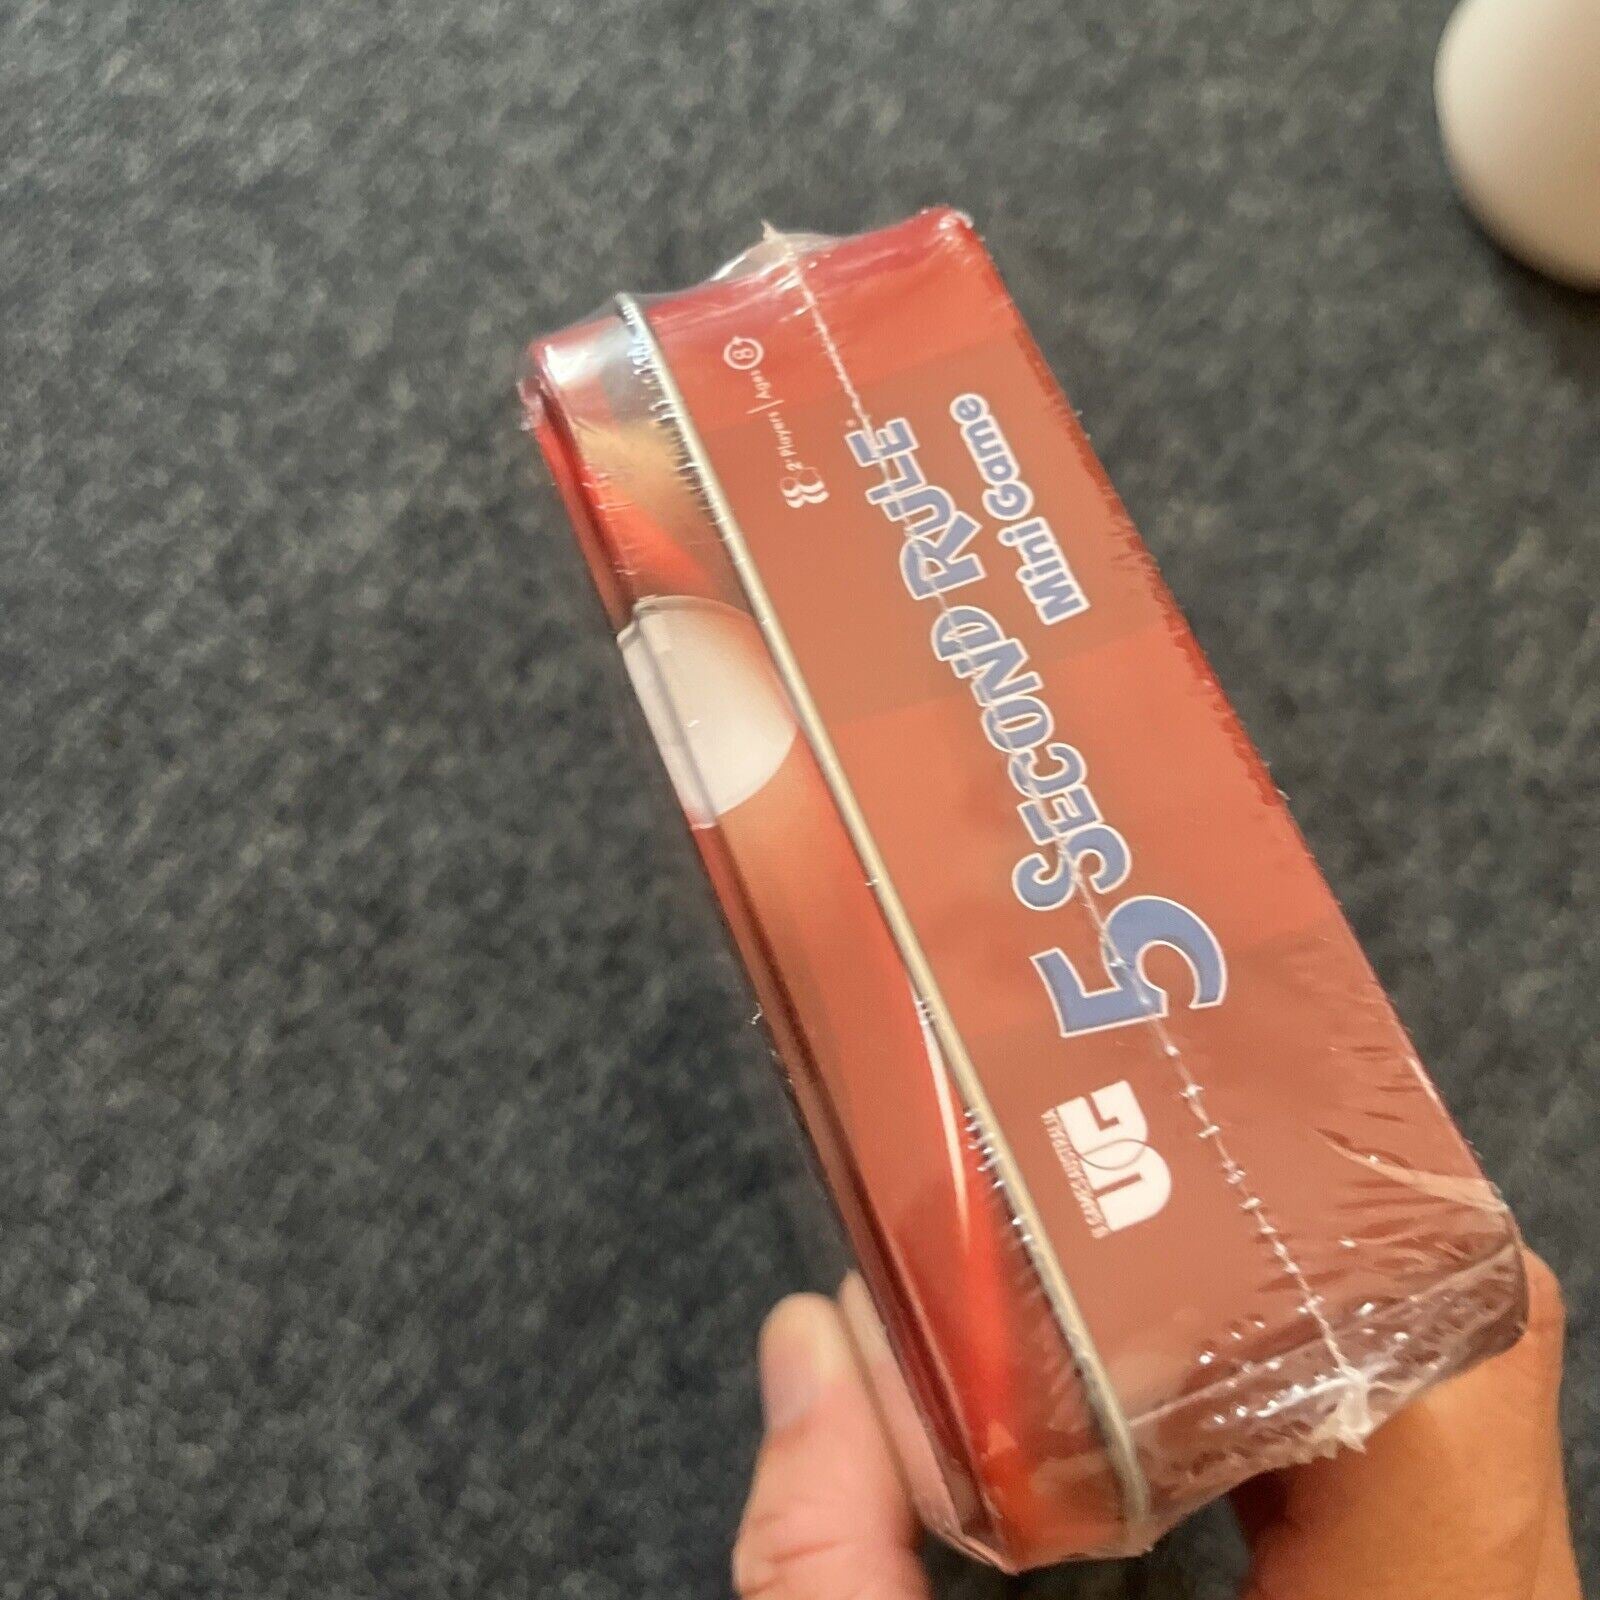 UG
5 SECOND RULE®
Mini Game
2+ Players | Ages 8+